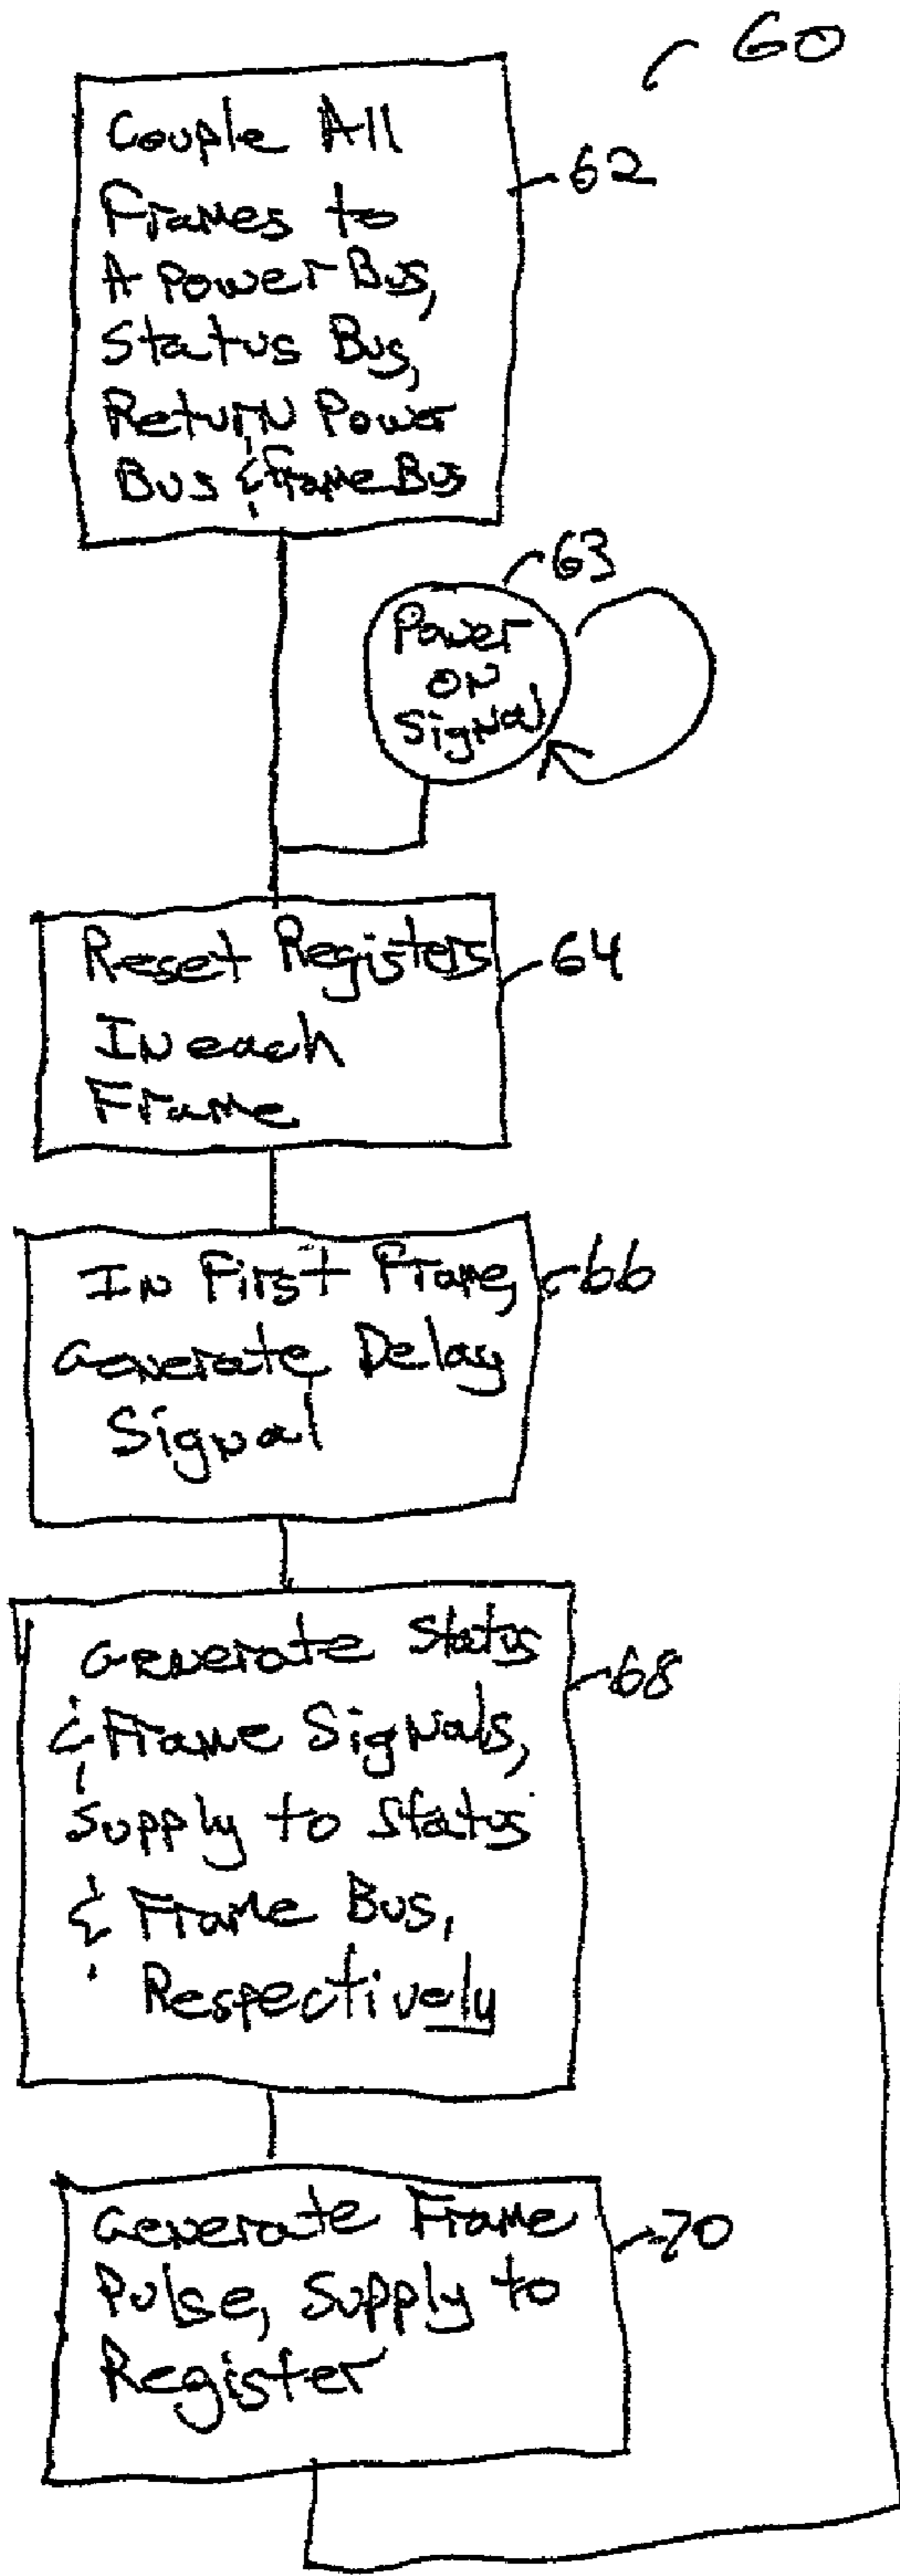 60
Couple All
Frames to
A Power Bus,
Status Bus,
Return Power
Bus & Frame Bus
62
63
Power
on
Signal
Reset Registers
In each
Frame
64
In First Frame,
Generate Delay
Signal
66
Generate Status
& Frame Signals,
Supply to Status
& Frame Bus,
Respectively
68
Generate Frame
Pulse, Supply to
Register
70